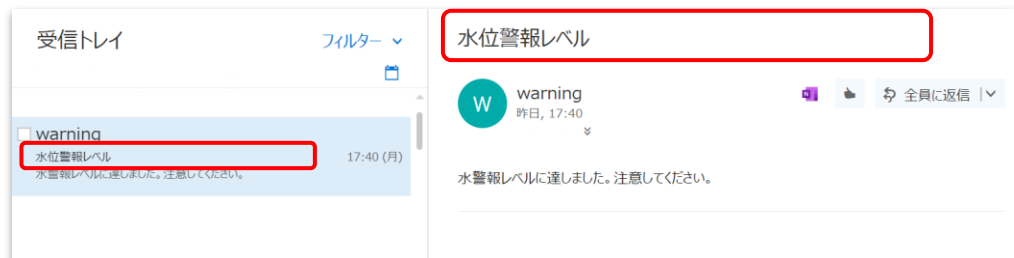 受信トレイ
フィルター
warning
水位警報レベル
17:40 (月)
水警報レベルに達しました。注意してください。
水位警報レベル
W
warning
昨日, 17:40
N
全員に返信
水警報レベルに達しました。注意してください。